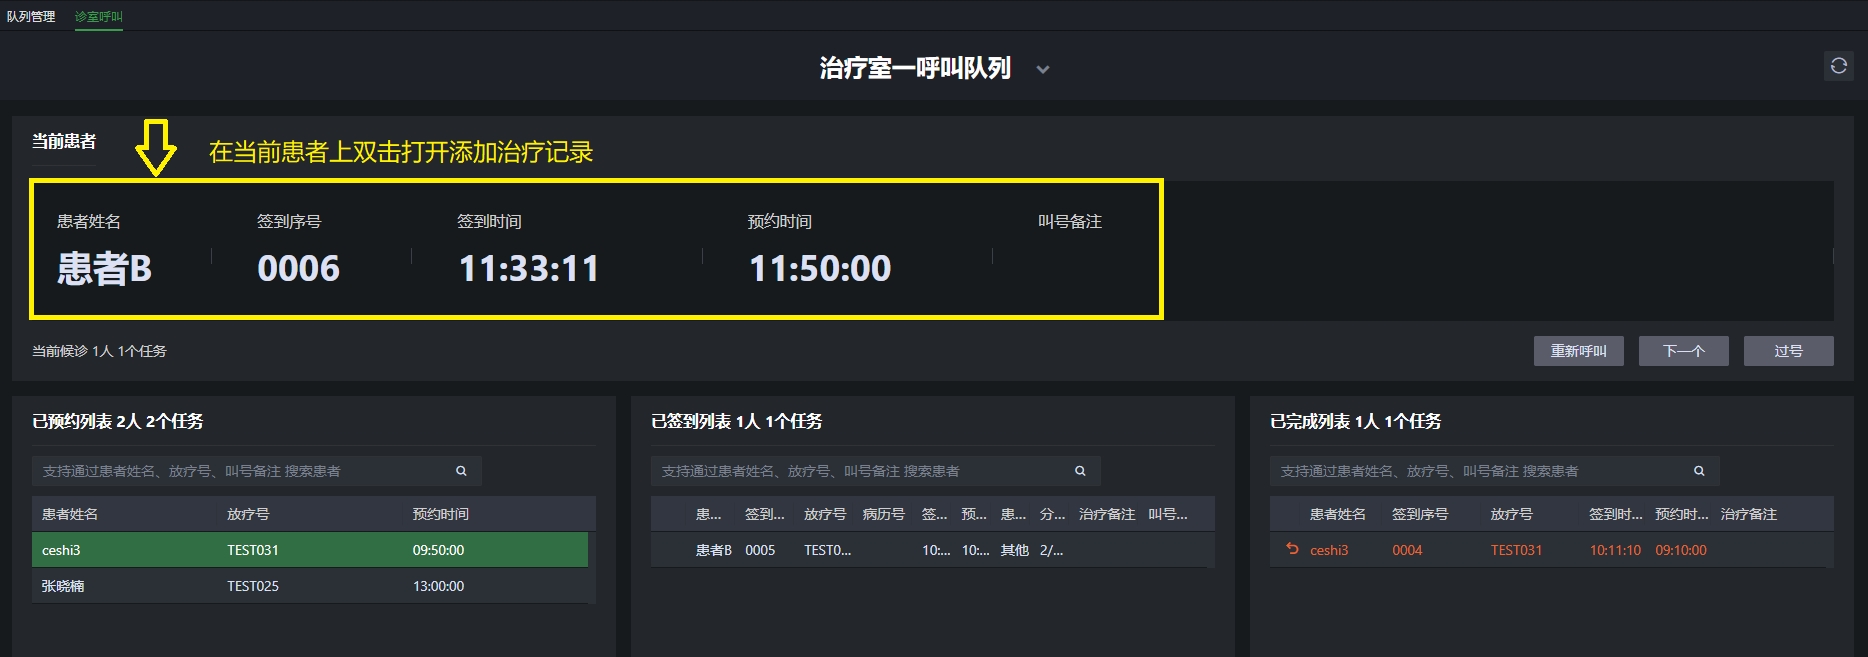 队列管理 诊室呼叫
治疗室一呼叫队列
当前患者
在当前患者上双击打开添加治疗记录
患者姓名 签到序号 签到时间 预约时间 叫号备注
患者B 0006 11:33:11 11:50:00
当前候诊 1人 1个任务 重新呼叫 下一个 过号
已预约列表 2人 2个任务
支持通过患者姓名、放疗号、叫号备注 搜索患者
患者姓名 放疗号 预约时间
ceshi3 TEST031 09:50:00
张晓楠 TEST025 13:00:00
已签到列表 1人 1个任务
支持通过患者姓名、放疗号、叫号备注 搜索患者
患... 签到... 放疗号 病历号 签... 预... 患... 分... 治疗备注 叫号...
患者B 0005 TEST0... 10:... 10:... 其他 2/...
已完成列表 1人 1个任务
支持通过患者姓名、放疗号、叫号备注 搜索患者
患者姓名 签到序号 放疗号 签到时... 预约时... 治疗备注
ceshi3 0004 TEST031 10:11:10 09:10:00